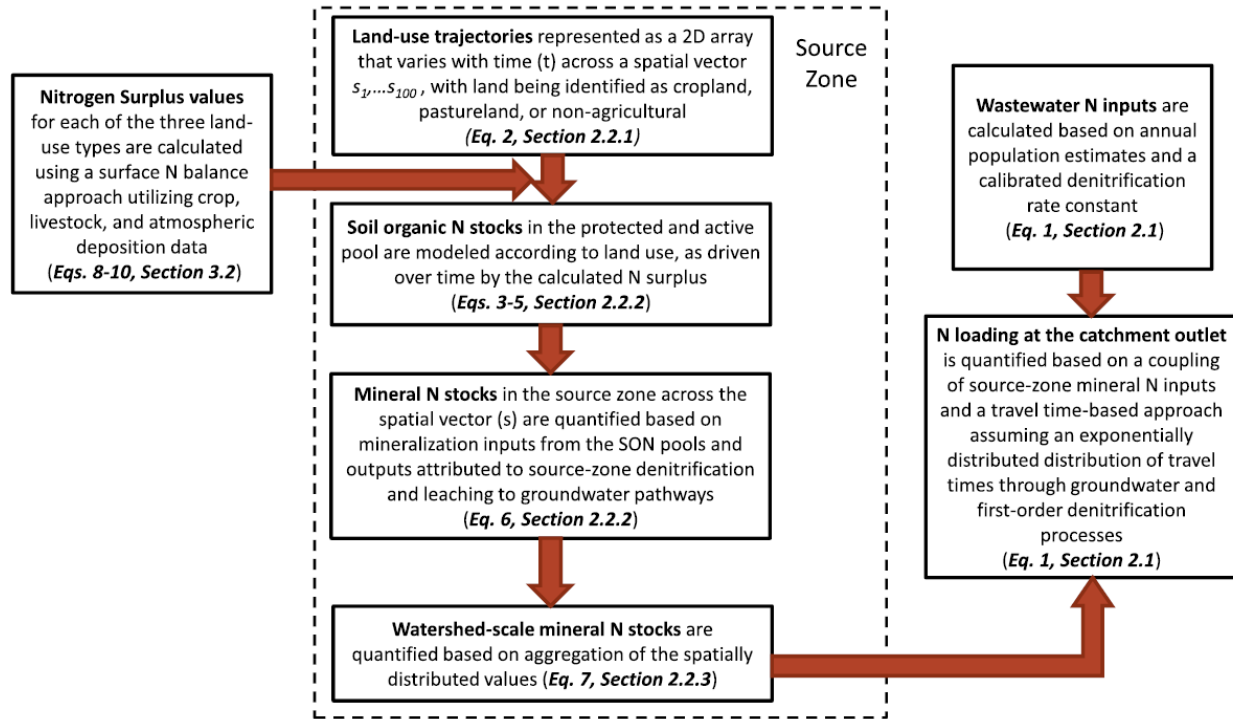 Nitrogen Surplus values
for each of the three land-
use types are calculated
using a surface N balance
approach utilizing crop,
livestock, and atmospheric
deposition data
(Eqs. 8-10, Section 3.2)
Source
Zone
Land-use trajectories represented as a 2D array
that varies with time (t) across a spatial vector
s1,...s100 , with land being identified as cropland,
pastureland, or non-agricultural
(Eq. 2, Section 2.2.1)
Soil organic N stocks in the protected and active
pool are modeled according to land use, as driven
over time by the calculated N surplus
(Eqs. 3-5, Section 2.2.2)
Mineral N stocks in the source zone across the
spatial vector (s) are quantified based on
mineralization inputs from the SON pools and
outputs attributed to source-zone denitrification
and leaching to groundwater pathways
(Eq. 6, Section 2.2.2)
Watershed-scale mineral N stocks are
quantified based on aggregation of the spatially
distributed values (Eq. 7, Section 2.2.3)
Wastewater N inputs are
calculated based on annual
population estimates and a
calibrated denitrification
rate constant
(Eq. 1, Section 2.1)
N loading at the catchment outlet
is quantified based on a coupling
of source-zone mineral N inputs
and a travel time-based approach
assuming an exponentially
distributed distribution of travel
times through groundwater and
first-order denitrification
processes
(Eq. 1, Section 2.1)